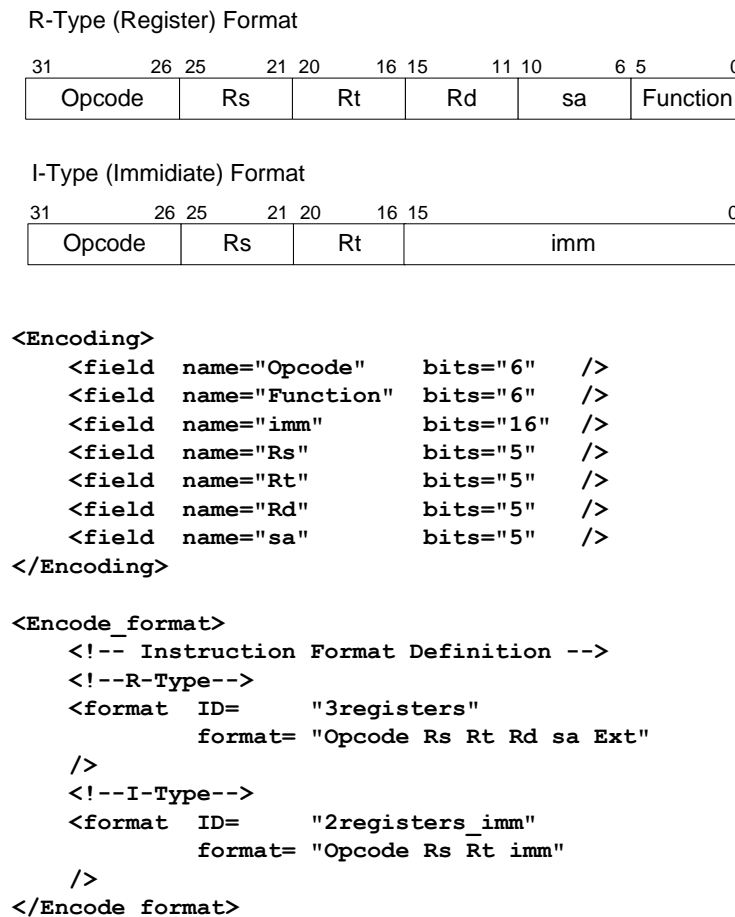 R-Type (Register) Format
31 26 25 21 20 16 15 11 10 6 5 0
Opcode Rs Rt Rd sa Function
I-Type (Immidiate) Format
31 26 25 21 20 16 15 0
Opcode Rs Rt imm
<Encoding>
<field name="Opcode" bits="6" />
<field name="Function" bits="6" />
<field name="imm" bits="16" />
<field name="Rs" bits="5" />
<field name="Rt" bits="5" />
<field name="Rd" bits="5" />
<field name="sa" bits="5" />
</Encoding>
<Encode_format>
<!-- Instruction Format Definition -->
<!--R-Type-->
<format ID= "3registers"
format= "Opcode Rs Rt Rd sa Ext"
/>
<!--I-Type-->
<format ID= "2registers_imm"
format= "Opcode Rs Rt imm"
/>
</Encode format>